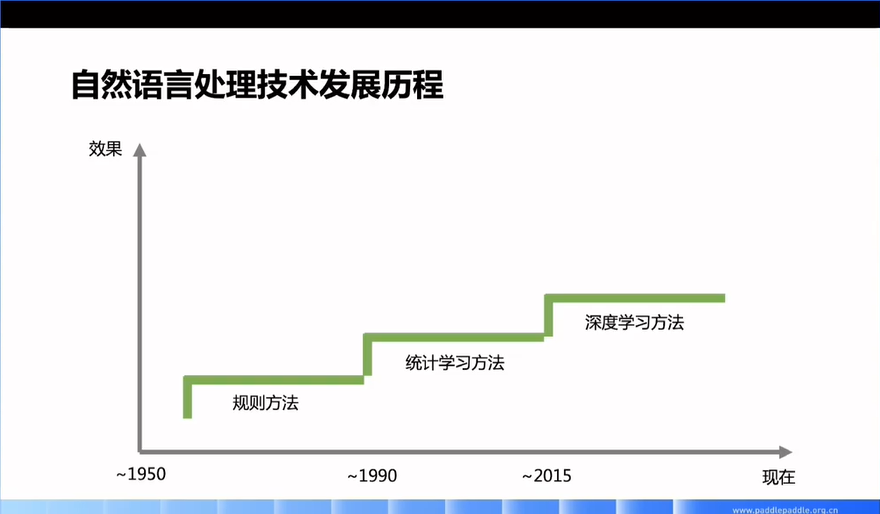 自然语言处理技术发展历程
效果
深度学习方法
统计学习方法
规则方法
~1950
~1990
~2015
现在
www.paddlepaddle.org.cn